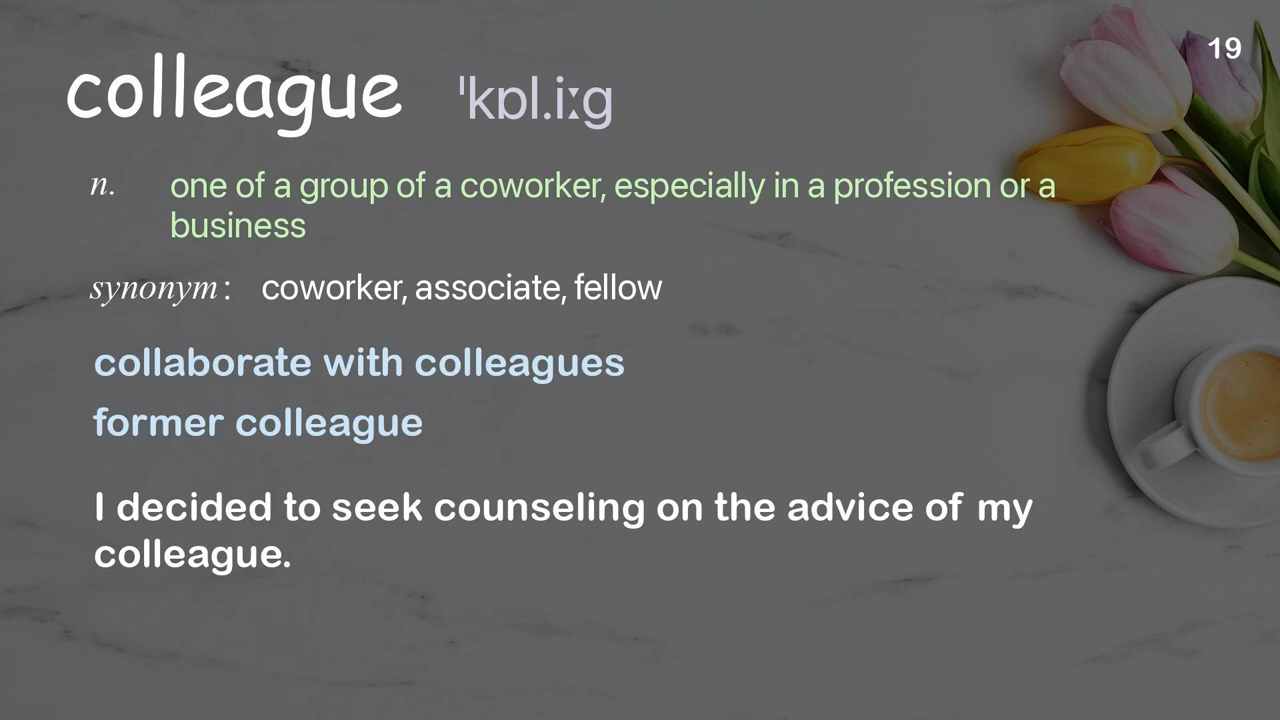 19
colleague ˈkɒl.iːg
n. one of a group of a coworker, especially in a profession or a
business
synonym: coworker, associate, fellow
collaborate with colleagues
former colleague
I decided to seek counseling on the advice of my
colleague.